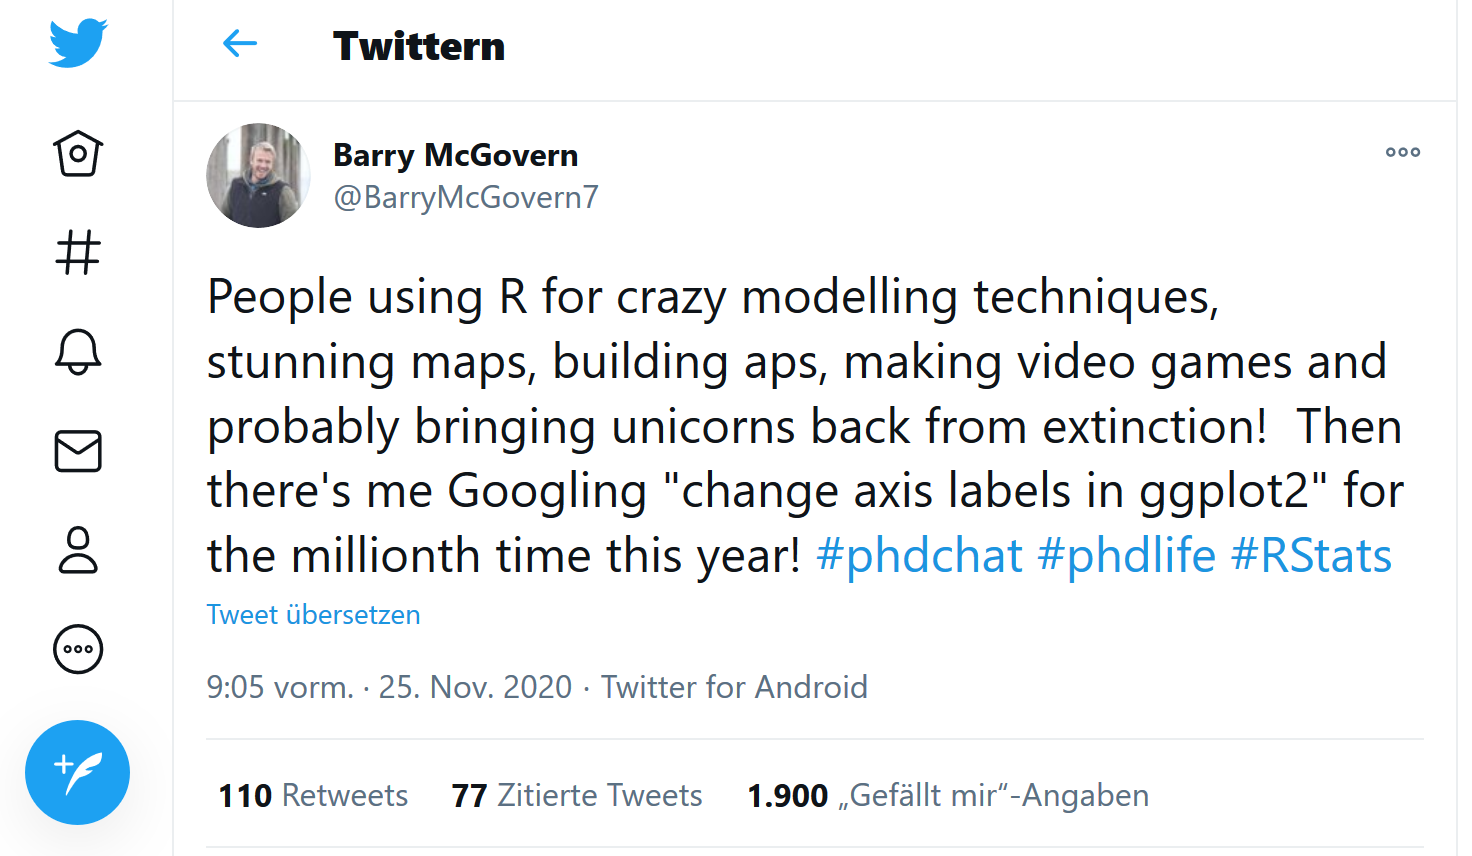 Twittern
Barry McGovern
@BarryMcGovern7
People using R for crazy modelling techniques,
stunning maps, building aps, making video games and
probably bringing unicorns back from extinction!  Then
there's me Googling "change axis labels in ggplot2" for
the millionth time this year! #phdchat #phdlife #RStats
Tweet übersetzen
9:05 vorm. · 25. Nov. 2020 · Twitter for Android
110 Retweets 77 Zitierte Tweets 1.900 „Gefällt mir“-Angaben